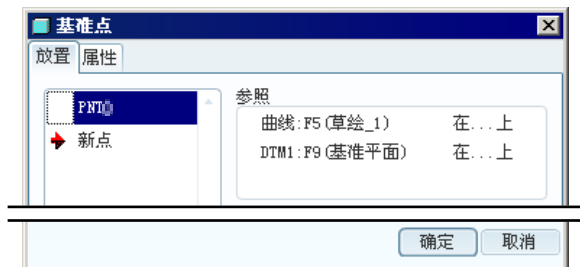 基准点
放置 属性
参照
PNT0
新点
曲线:F5(草绘_1) 在...上
DTM1:F9(基准平面) 在...上
确定 取消